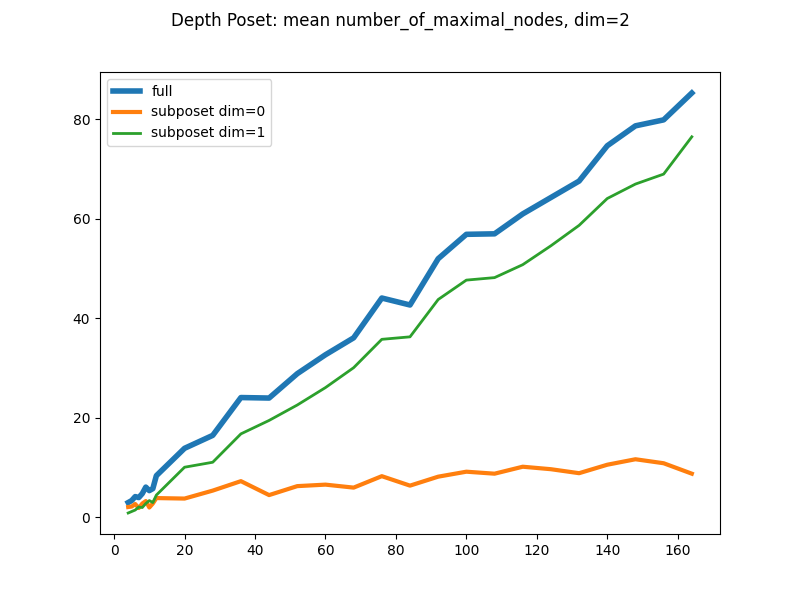 Depth Poset: mean number_of_maximal_nodes, dim=2
full
subposet dim=0
subposet dim=1
80
60
40
20
0
0 20 40 60 80 100 120 140 160